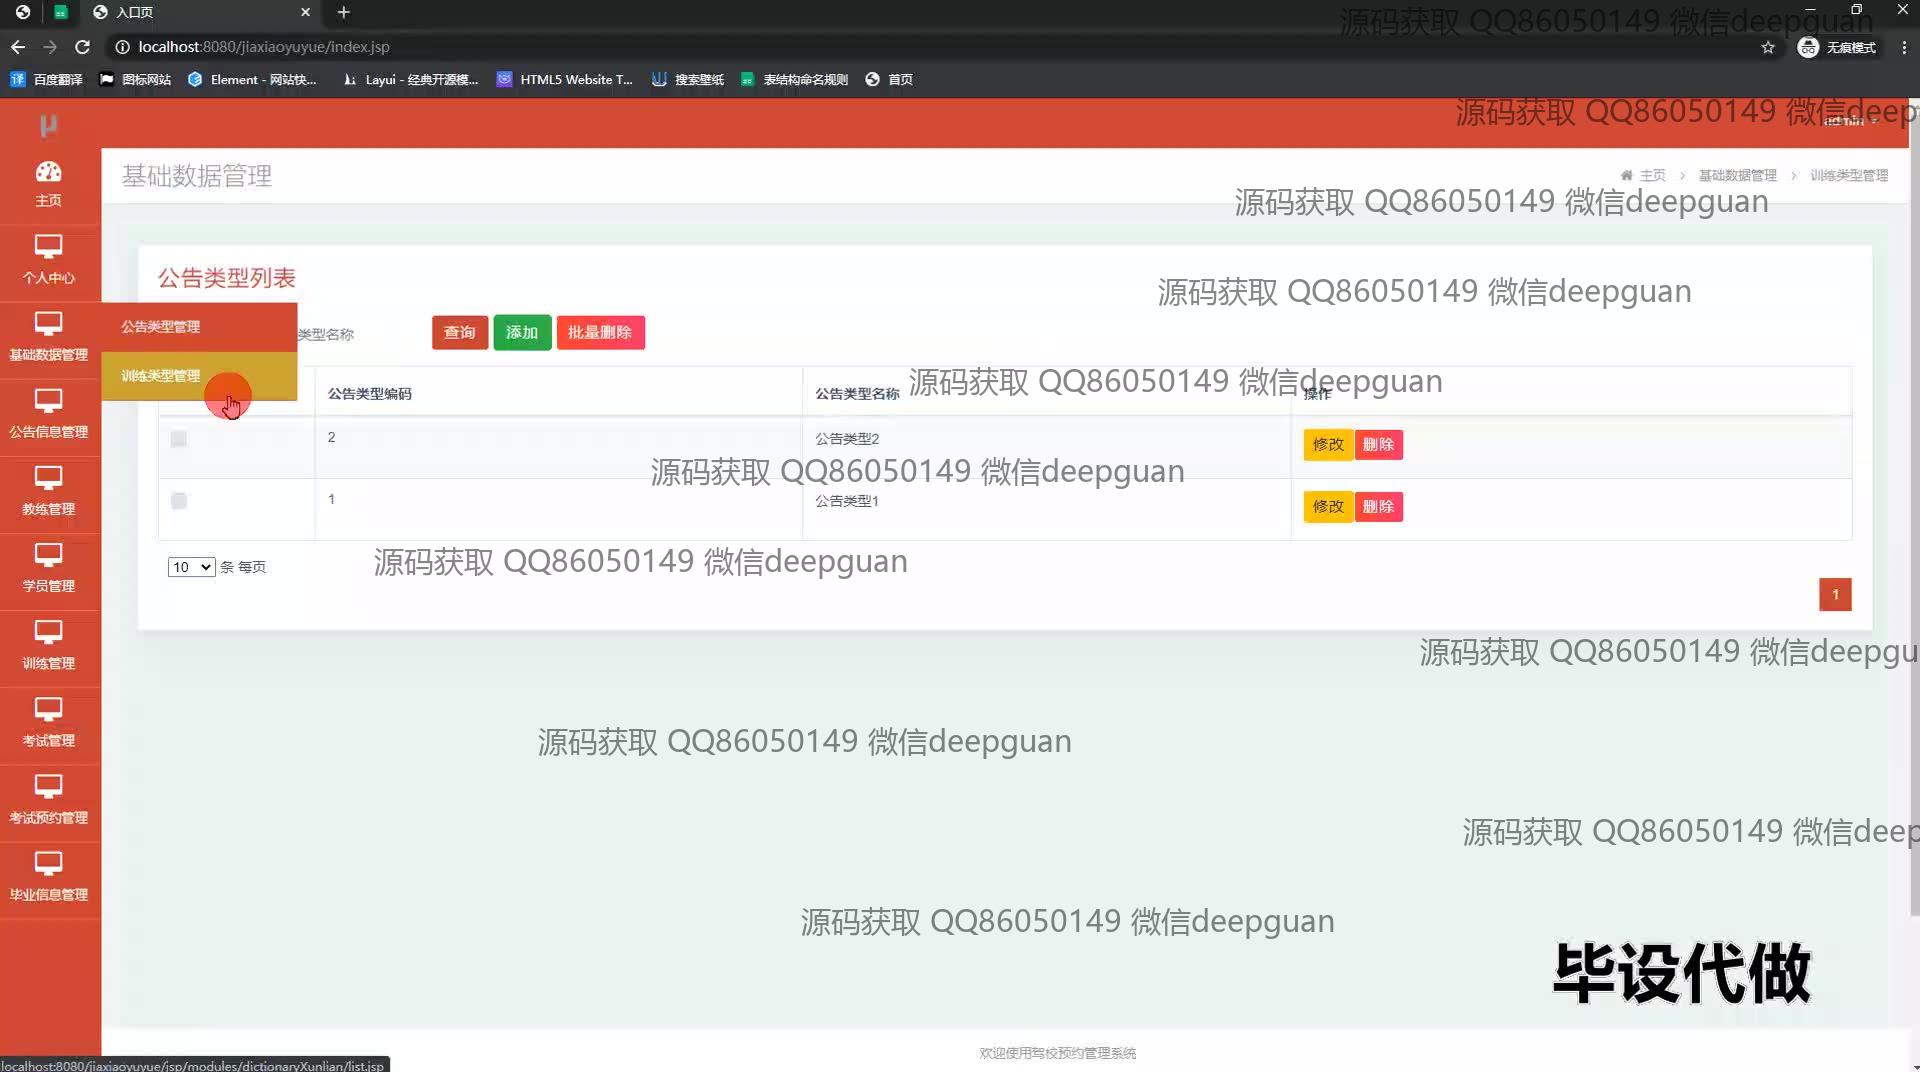 入口页
localhost:8080/jiaxiaoyuyue/index.jsp
无痕模式
百度翻译
图标网站
Element - 网站快...
Layui - 经典开源模...
HTML5 Website T...
搜索壁纸
表结构命名规则
首页
源码获取 QQ86050149 微信deepguan
源码获取 QQ86050149 微信deep
admin
基础数据管理
主页 > 基础数据管理 > 训练类型管理
源码获取 QQ86050149 微信deepguan
主页
个人中心
基础数据管理
公告信息管理
教练管理
学员管理
训练管理
考试管理
考试预约管理
毕业信息管理
公告类型管理
训练类型管理
公告类型列表
源码获取 QQ86050149 微信deepguan
类型名称
查询
添加
批量删除
公告类型编码
公告类型名称
操作
源码获取 QQ86050149 微信deepguan
2
公告类型2
修改
删除
源码获取 QQ86050149 微信deepguan
1
公告类型1
修改
删除
10 条 每页
源码获取 QQ86050149 微信deepguan
1
源码获取 QQ86050149 微信deepgu
源码获取 QQ86050149 微信deepguan
源码获取 QQ86050149 微信deep
源码获取 QQ86050149 微信deepguan
毕设代做
欢迎使用驾校预约管理系统
localhost:8080/jiaxiaoyuyue/jsp/modules/dictionaryXunlian/list.jsp